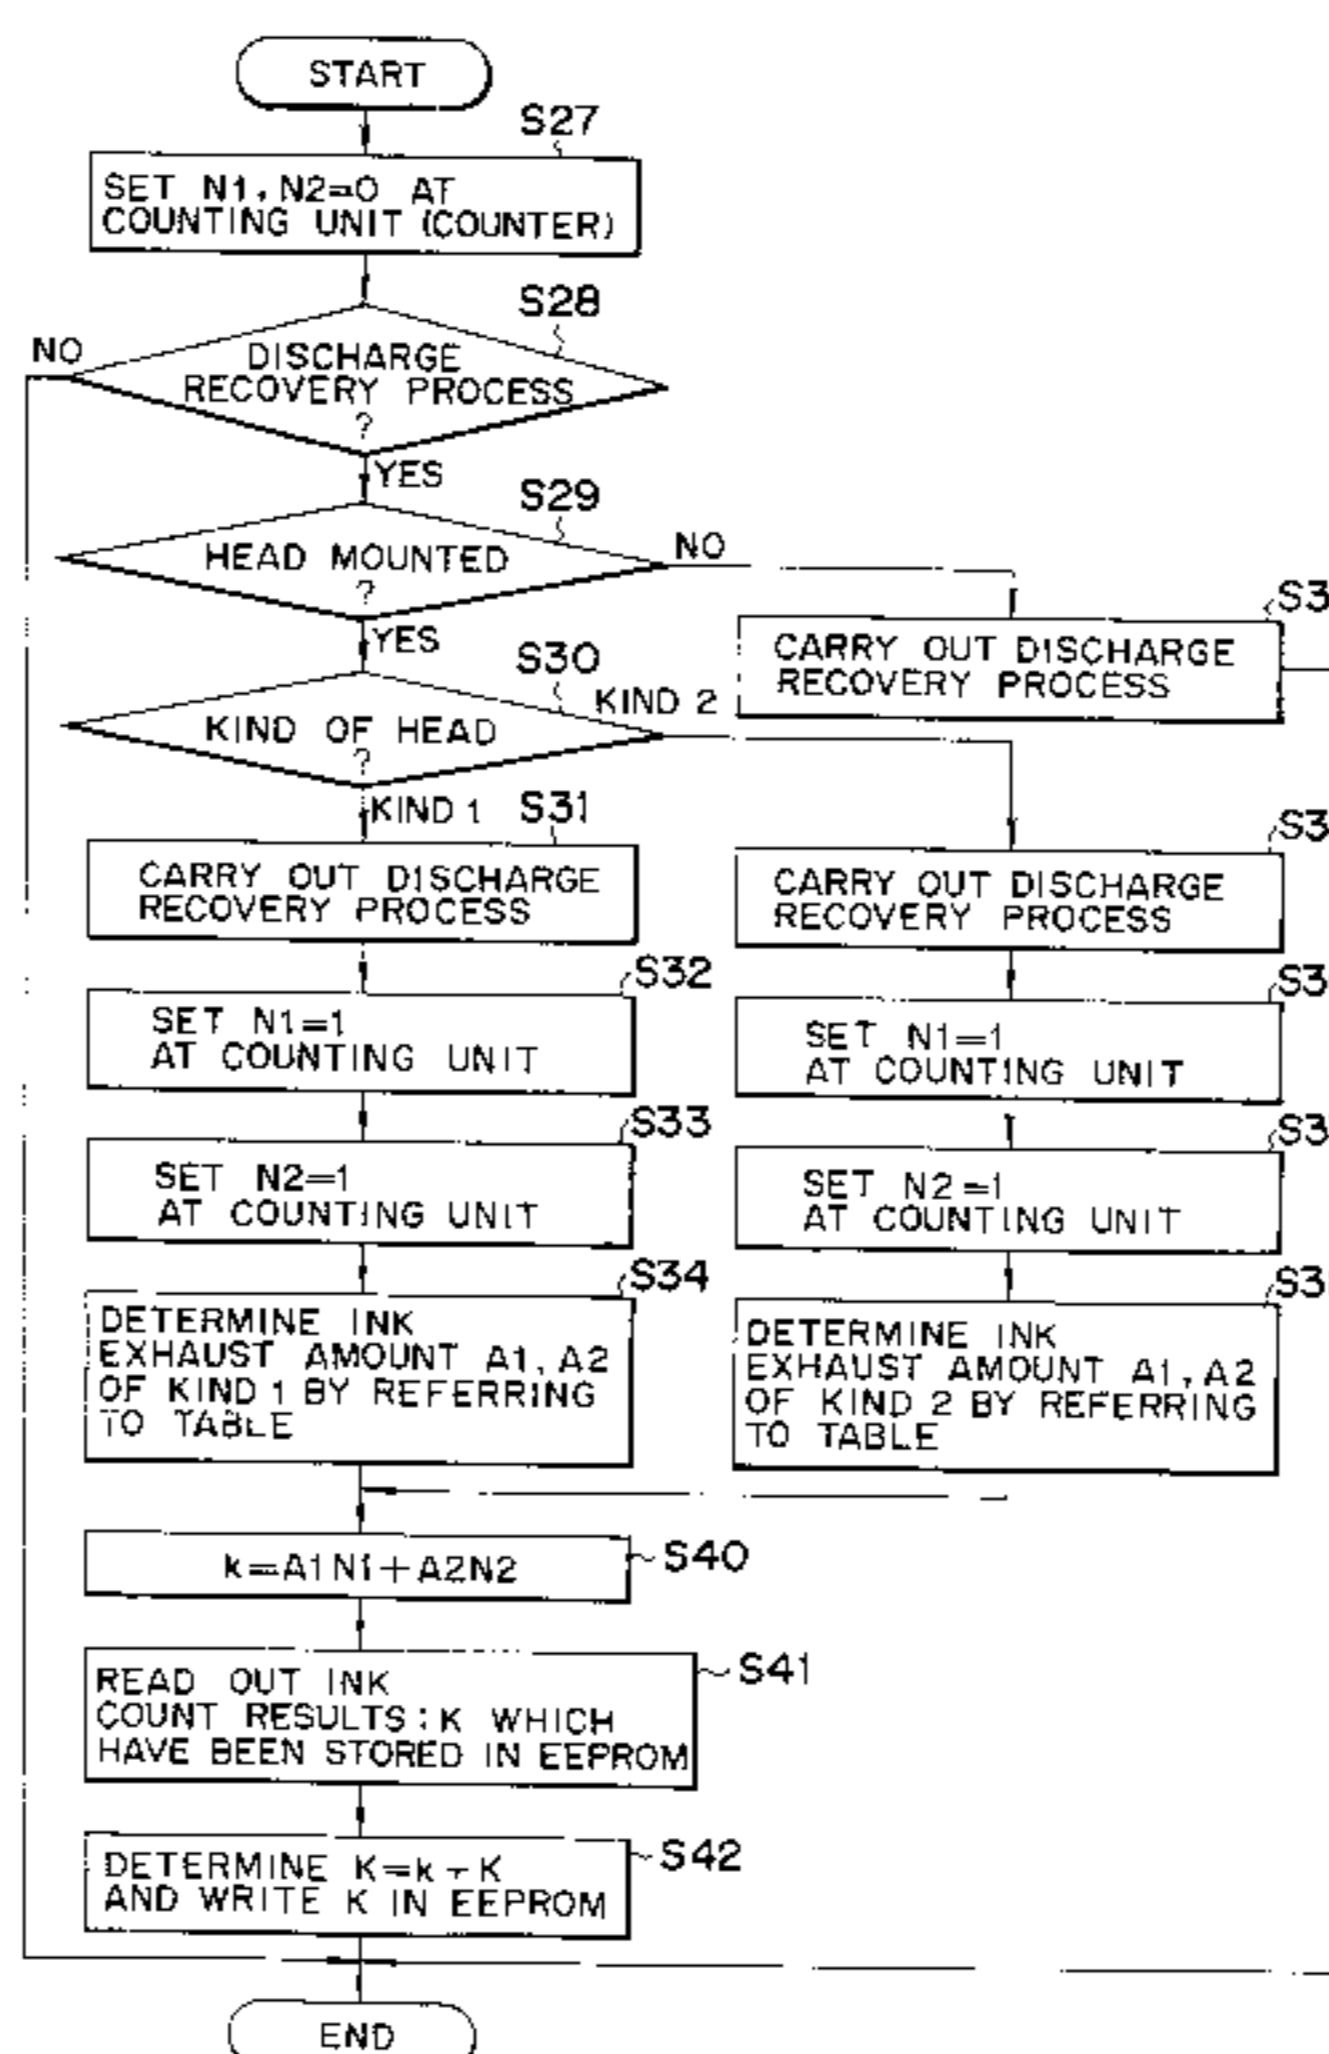 START
S27
SET N1, N2=0 AT
COUNTING UNIT (COUNTER)
S28
NO
DISCHARGE
RECOVERY PROCESS
?
YES
S29
HEAD MOUNTED
?
NO
YES
S3
CARRY OUT DISCHARGE
RECOVERY PROCESS
S30
KIND OF HEAD
?
KIND 2
KIND 1
S31
CARRY OUT DISCHARGE
RECOVERY PROCESS
S3
CARRY OUT DISCHARGE
RECOVERY PROCESS
S32
SET N1=1
AT COUNTING UNIT
S3
SET N1=1
AT COUNTING UNIT
S33
SET N2=1
AT COUNTING UNIT
S3
SET N2=1
AT COUNTING UNIT
S34
DETERMINE INK
EXHAUST AMOUNT A1, A2
OF KIND 1 BY REFERRING
TO TABLE
S3
DETERMINE INK
EXHAUST AMOUNT A1, A2
OF KIND 2 BY REFERRING
TO TABLE
k=A1N1+A2N2
S40
READ OUT INK
COUNT RESULTS: K WHICH
HAVE BEEN STORED IN EEPROM
S41
DETERMINE K=k+K
AND WRITE K IN EEPROM
S42
END